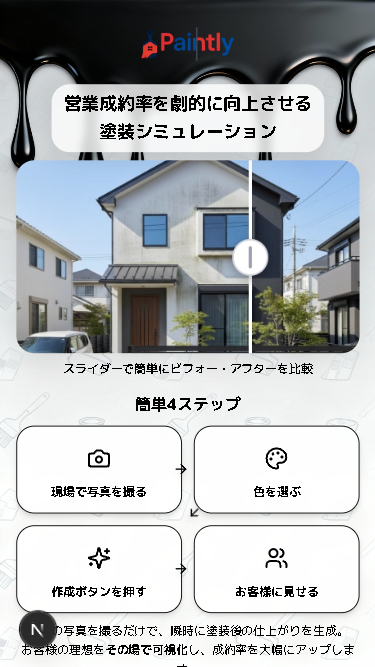 Paintly
営業成約率を劇的に向上させる
塗装シミュレーション
スライダーで簡単にビフォー・アフターを比較
簡単4ステップ
現場で写真を撮る
色を選ぶ
作成ボタンを押す
お客様に見せる
N
の写真を撮るだけで、瞬時に塗装後の仕上がりを生成。
お客様の理想をその場で可視化し、成約率を大幅にアップしま